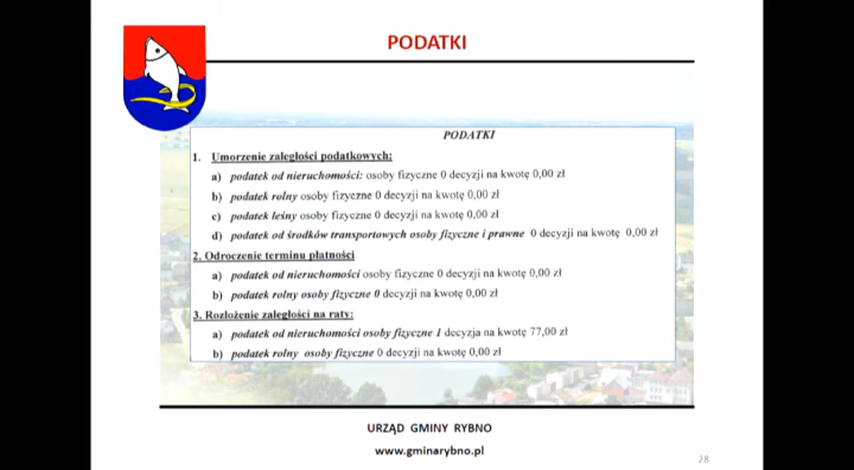 PODATKI
PODATKI
1. Umorzenie zaległości podatkowych:
a) podatek od nieruchomości: osoby fizyczne 0 decyzji na kwotę 0,00 zł
b) podatek rolny osoby fizyczne 0 decyzji na kwotę 0,00 zł
c) podatek leśny osoby fizyczne 0 decyzji na kwotę 0,00 zł
d) podatek od środków transportowych osoby fizyczne i prawne 0 decyzji na kwotę 0,00 zł
2. Odroczenie terminu płatności
a) podatek od nieruchomości osoby fizyczne 0 decyzji na kwotę 0,00 zł
b) podatek rolny osoby fizyczne 0 decyzji na kwotę 0,00 zł
3. Rozłożenie zaległości na raty:
a) podatek od nieruchomości osoby fizyczne 1 decyzja na kwotę 77,00 zł
b) podatek rolny osoby fizyczne 0 decyzji na kwotę 0,00 zł
URZĄD GMINY RYBNO
www.gminarybno.pl
28